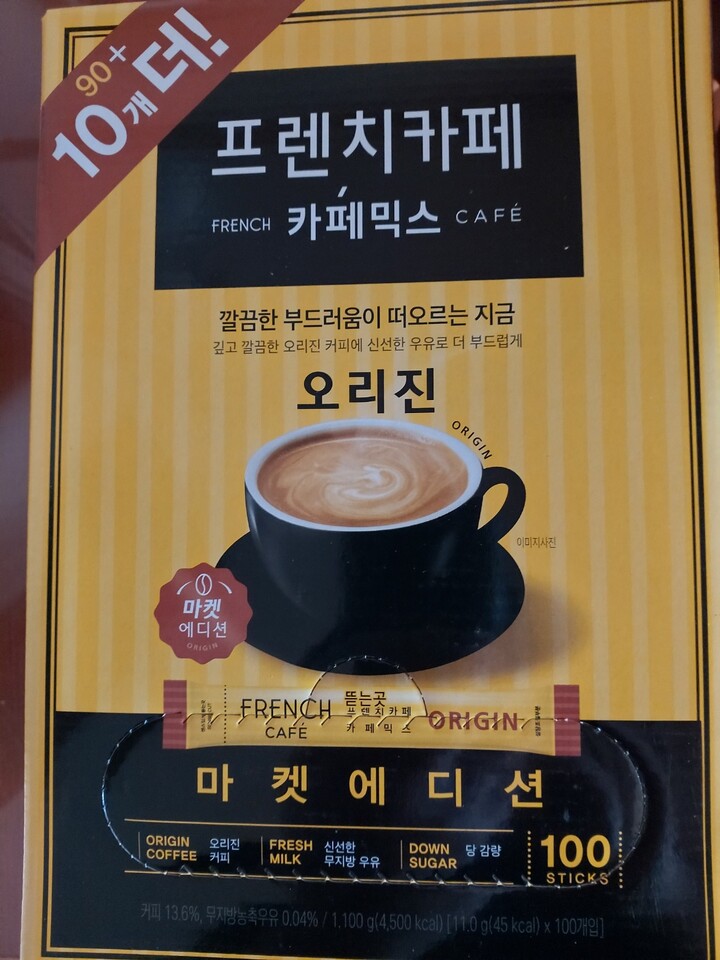 90+
10개 더!
프렌치카페
FRENCH 카페믹스 CAFÉ
깔끔한 부드러움이 떠오르는 지금
깊고 깔끔한 오리진 커피에 신선한 우유로 더 부드럽게
오리진
ORIGIN
이미지사진
마켓
에디션
ORIGIN
뜯는곳
FRENCH 프렌치카페 ORIGIN
CAFÉ 카페믹스
마켓에디션
ORIGIN COFFEE 오리진 커피
FRESH MILK 신선한 무지방 우유
DOWN SUGAR 당 감량
100
STICKS
커피 13.6%, 무지방농축우유 0.04% / 1,100 g(4,500 kcal) [11.0 g(45 kcal) x 100개입]